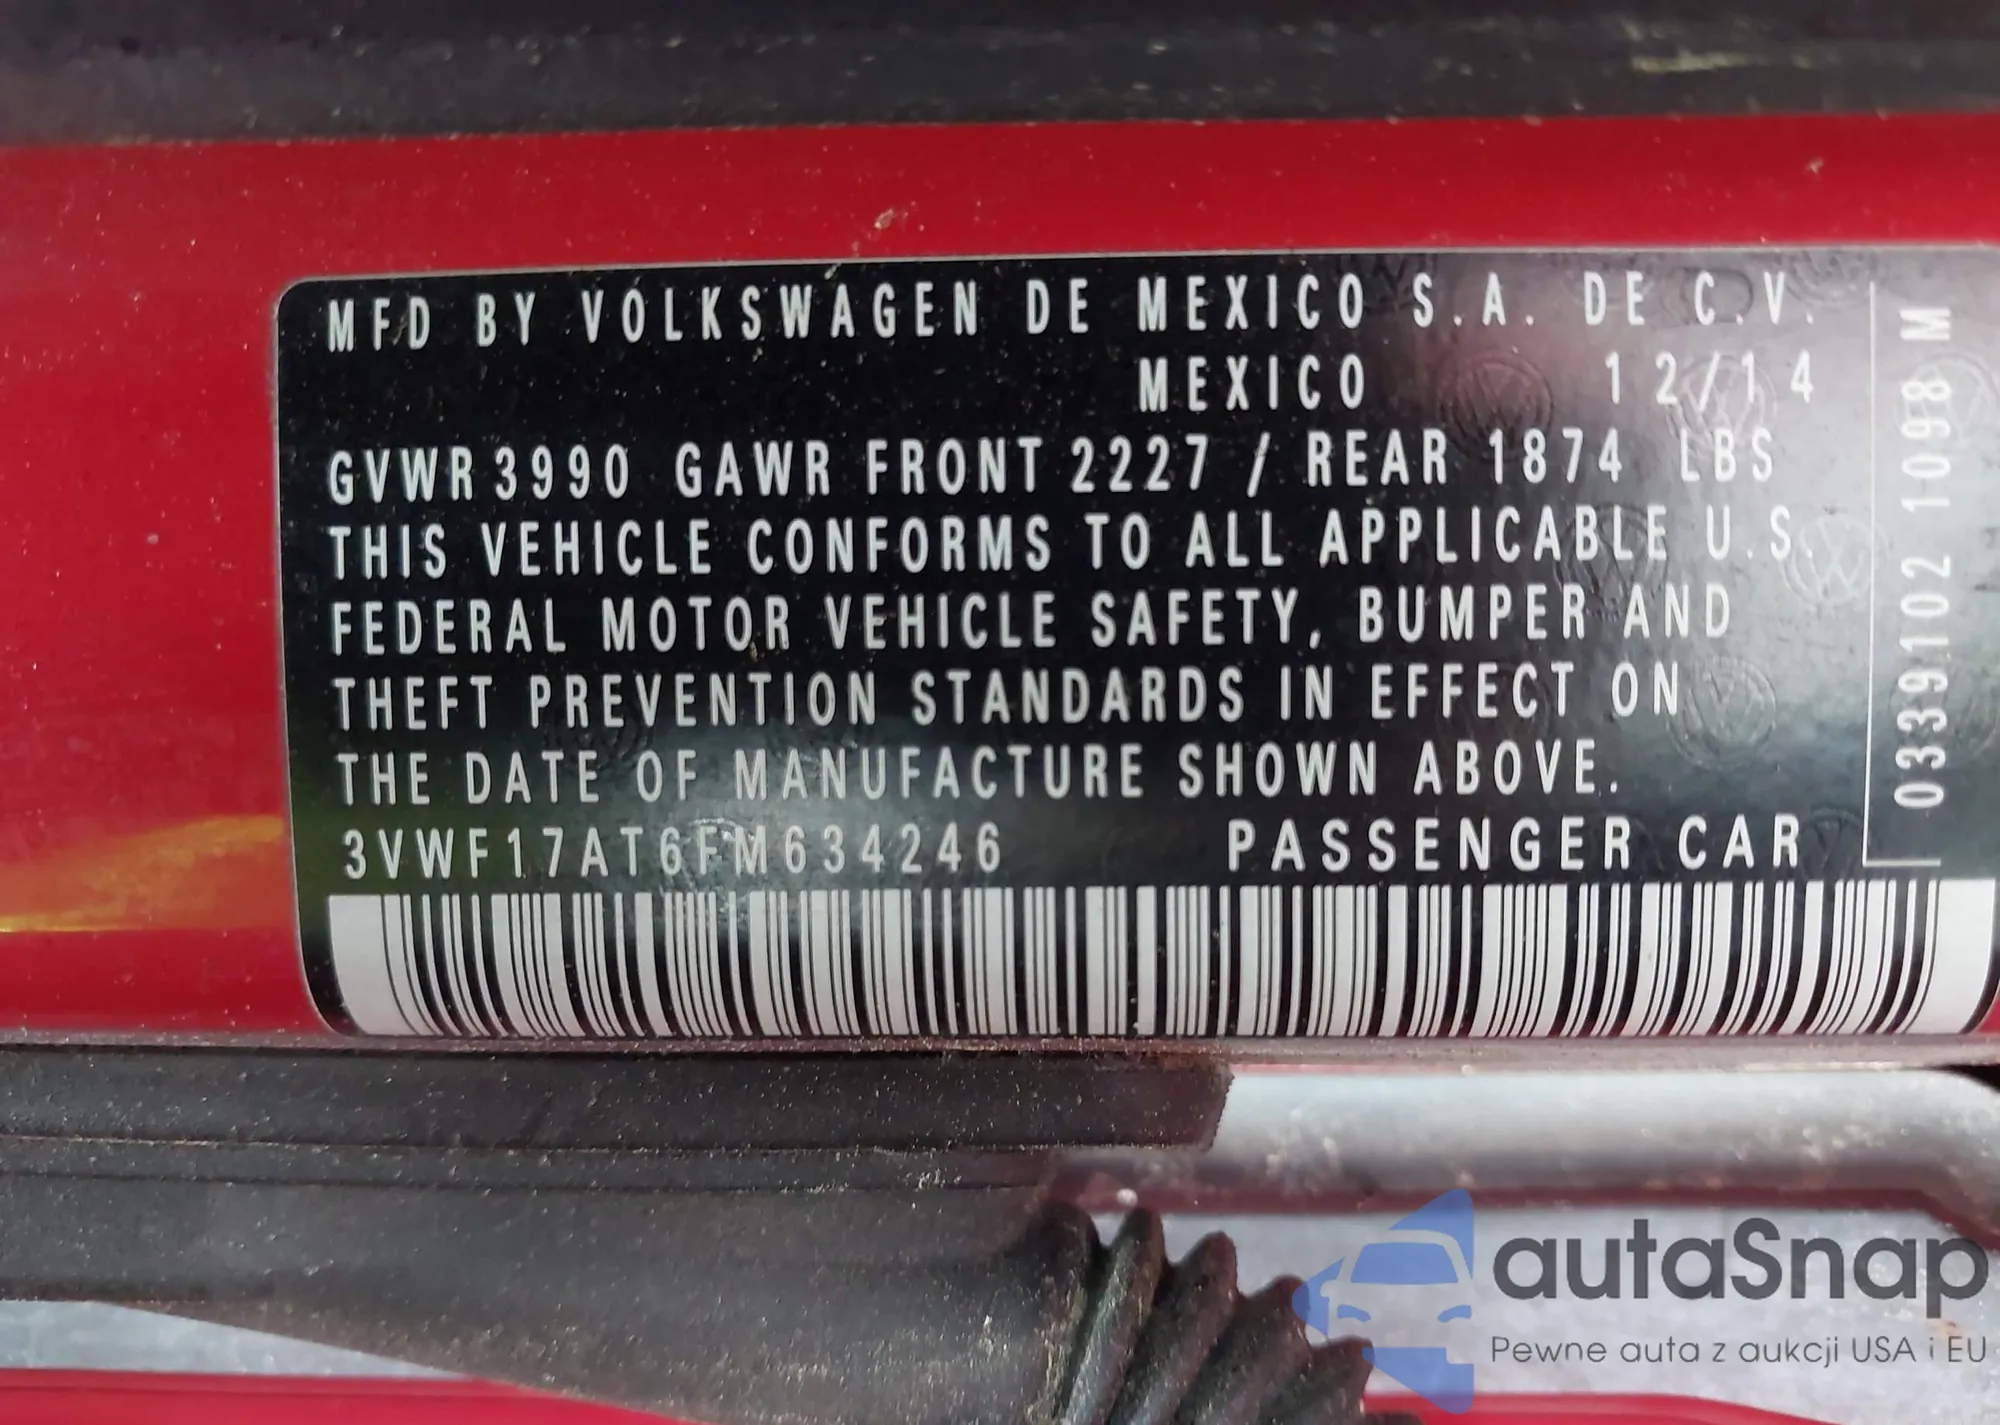 MFD BY VOLKSWAGEN DE MEXICO S.A. DE C.V.
MEXICO 12/14
GVWR 3990 GAWR FRONT 2227 / REAR 1874 LBS
THIS VEHICLE CONFORMS TO ALL APPLICABLE U.S.
FEDERAL MOTOR VEHICLE SAFETY, BUMPER AND
THEFT PREVENTION STANDARDS IN EFFECT ON
THE DATE OF MANUFACTURE SHOWN ABOVE.
3VWF17AT6FM634246 PASSENGER CAR
0339102 1098 M
autaSnap
Pewne auta z aukcji USA i EU